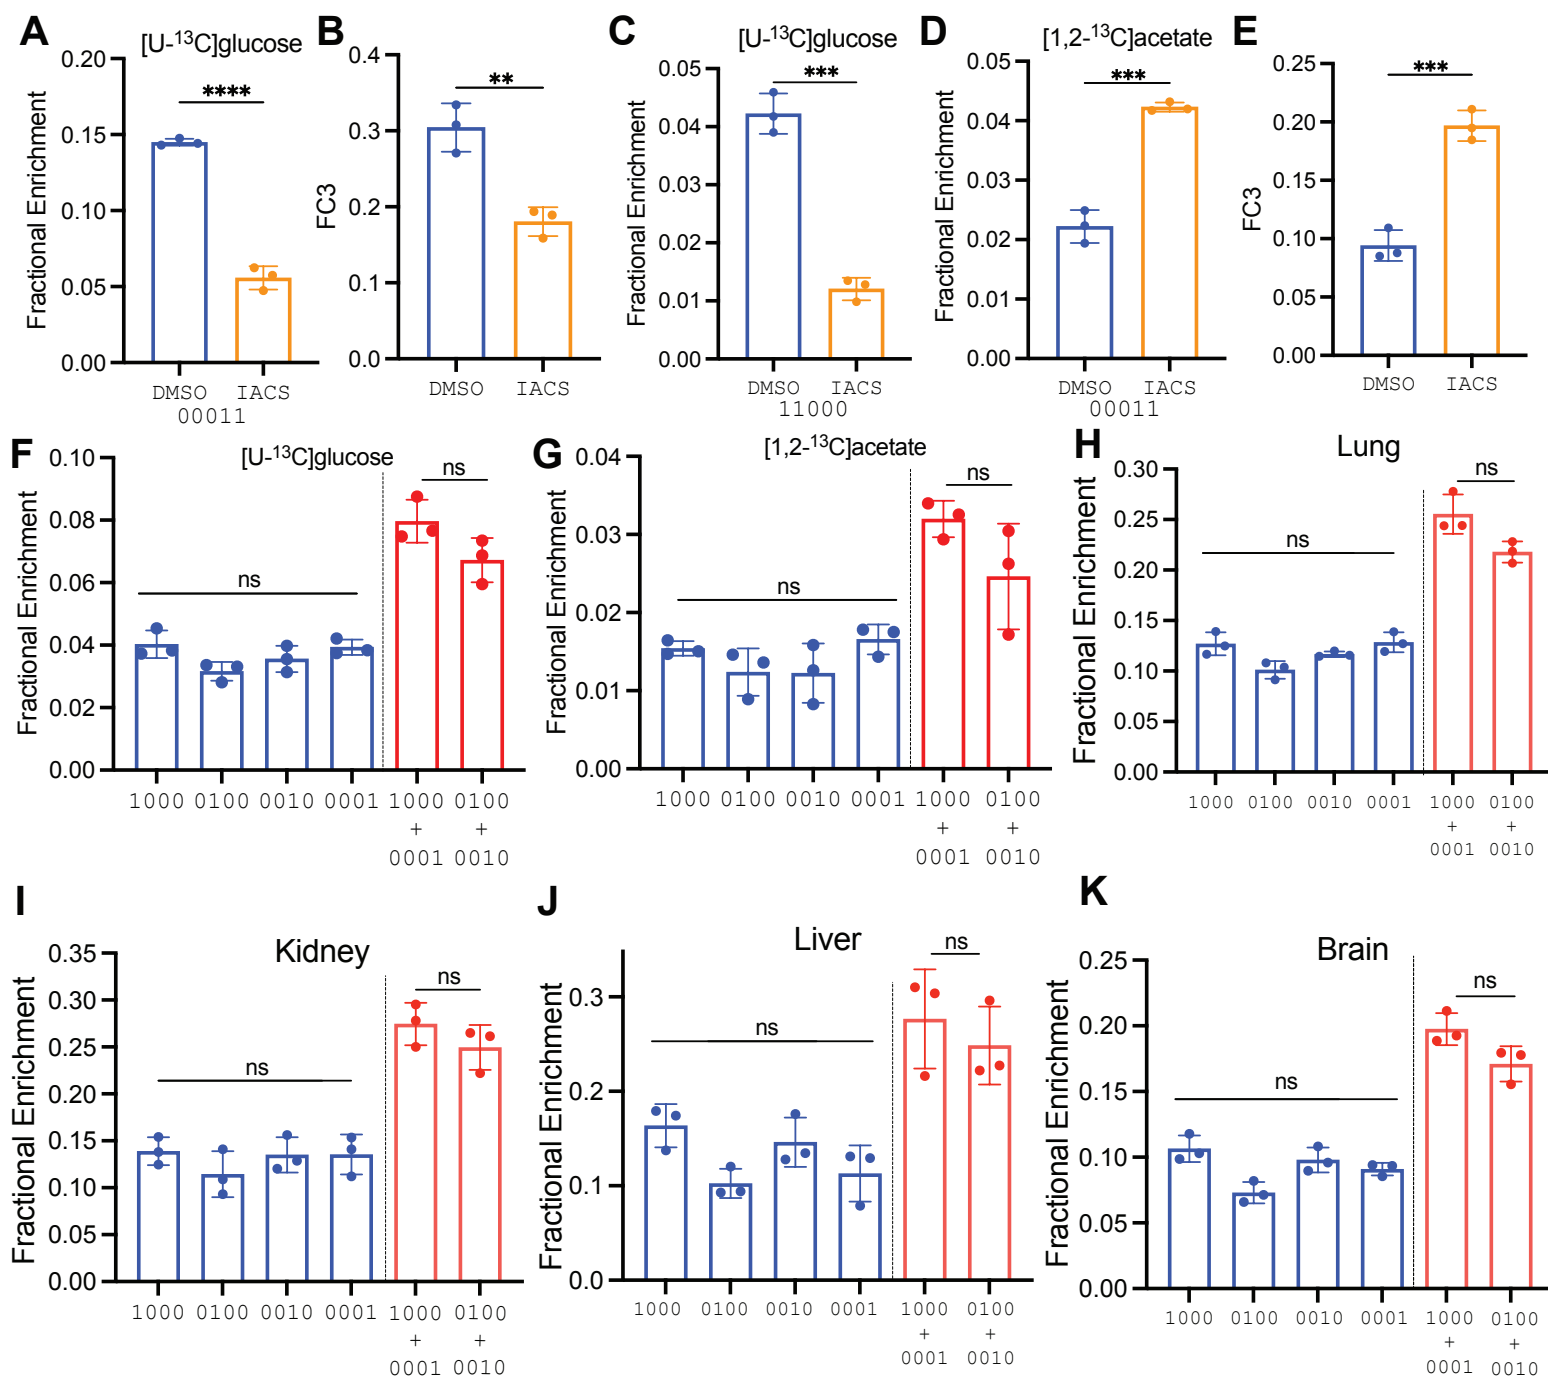 A
[U-¹³C]glucose
Fractional Enrichment
0.20
0.15
0.10
0.05
0.00
****
DMSO
IACS
00011
B
FC3
0.4
0.3
0.2
0.1
0.0
**
DMSO
IACS
C
[U-¹³C]glucose
Fractional Enrichment
0.05
0.04
0.03
0.02
0.01
0.00
***
DMSO
IACS
11000
D
[1,2-¹³C]acetate
Fractional Enrichment
0.05
0.04
0.03
0.02
0.01
0.00
***
DMSO
IACS
00011
E
FC3
0.25
0.20
0.15
0.10
0.05
0.00
***
DMSO
IACS
F
[U-¹³C]glucose
Fractional Enrichment
0.10
0.08
0.06
0.04
0.02
0.00
ns
ns
1000 0100 0010 0001 1000 0100
+ +
0001 0010
G
[1,2-¹³C]acetate
Fractional Enrichment
0.04
0.03
0.02
0.01
0.00
ns
ns
1000 0100 0010 0001 1000 0100
+ +
0001 0010
H
Lung
Fractional Enrichment
0.30
0.25
0.20
0.15
0.10
0.05
0.00
ns
ns
1000 0100 0010 0001 1000 0100
+ +
0001 0010
I
Kidney
Fractional Enrichment
0.35
0.30
0.25
0.20
0.15
0.10
0.05
0.00
ns
ns
1000 0100 0010 0001 1000 0100
+ +
0001 0010
J
Liver
Fractional Enrichment
0.3
0.2
0.1
0.0
ns
ns
1000 0100 0010 0001 1000 0100
+ +
0001 0010
K
Brain
Fractional Enrichment
0.25
0.20
0.15
0.10
0.05
0.00
ns
ns
1000 0100 0010 0001 1000 0100
+ +
0001 0010